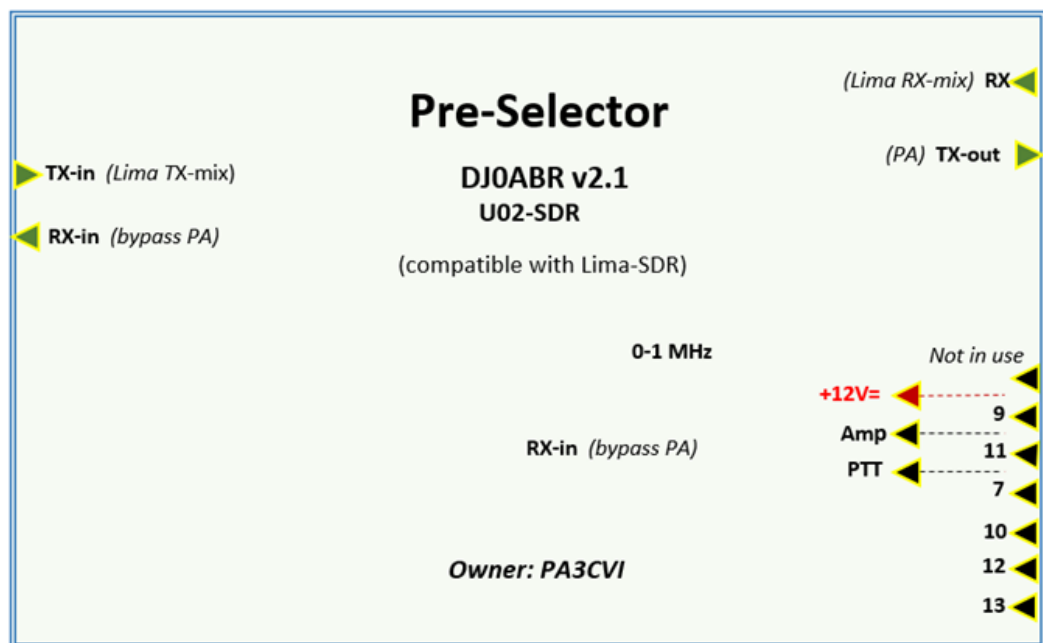 (Lima RX-mix) RX
Pre-Selector
(PA) TX-out
TX-in (Lima TX-mix)
DJ0ABR v2.1
U02-SDR
RX-in (bypass PA)
(compatible with Lima-SDR)
0-1 MHz
Not in use
+12V=
9
Amp
11
RX-in (bypass PA)
PTT
7
10
Owner: PA3CVI
12
13